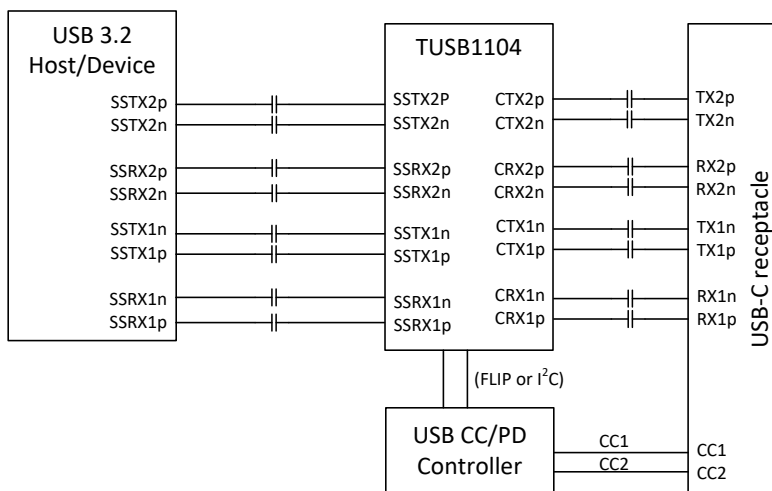 USB 3.2
Host/Device
SSTX2p
SSTX2n
SSRX2p
SSRX2n
SSTX1n
SSTX1p
SSRX1n
SSRX1p
TUSB1104
SSTX2P
SSTX2n
SSRX2p
SSRX2n
SSTX1n
SSTX1p
SSRX1n
SSRX1p
CTX2p
CTX2n
CRX2p
CRX2n
CTX1n
CTX1p
CRX1n
CRX1p
TX2p
TX2n
RX2p
RX2n
TX1n
TX1p
RX1n
RX1p
USB-C receptacle
(FLIP or I²C)
USB CC/PD
Controller
CC1
CC2
CC1
CC2